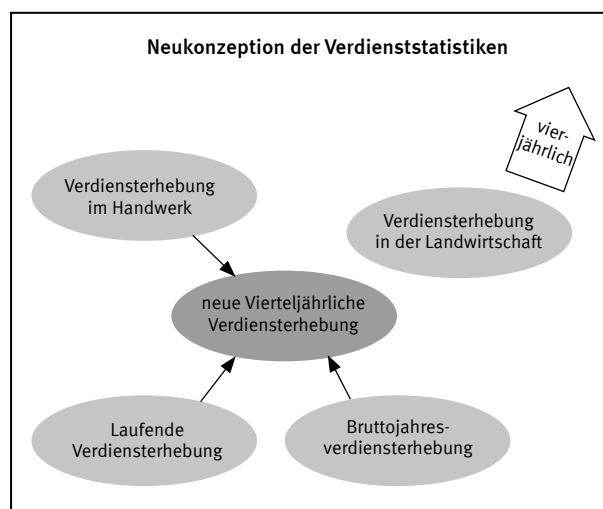 Neukonzeption der Verdienststatistiken
vier-
jährlich
Verdiensterhebung
im Handwerk
Verdiensterhebung
in der Landwirtschaft
neue Vierteljährliche
Verdiensterhebung
Laufende
Verdiensterhebung
Bruttojahres-
verdiensterhebung